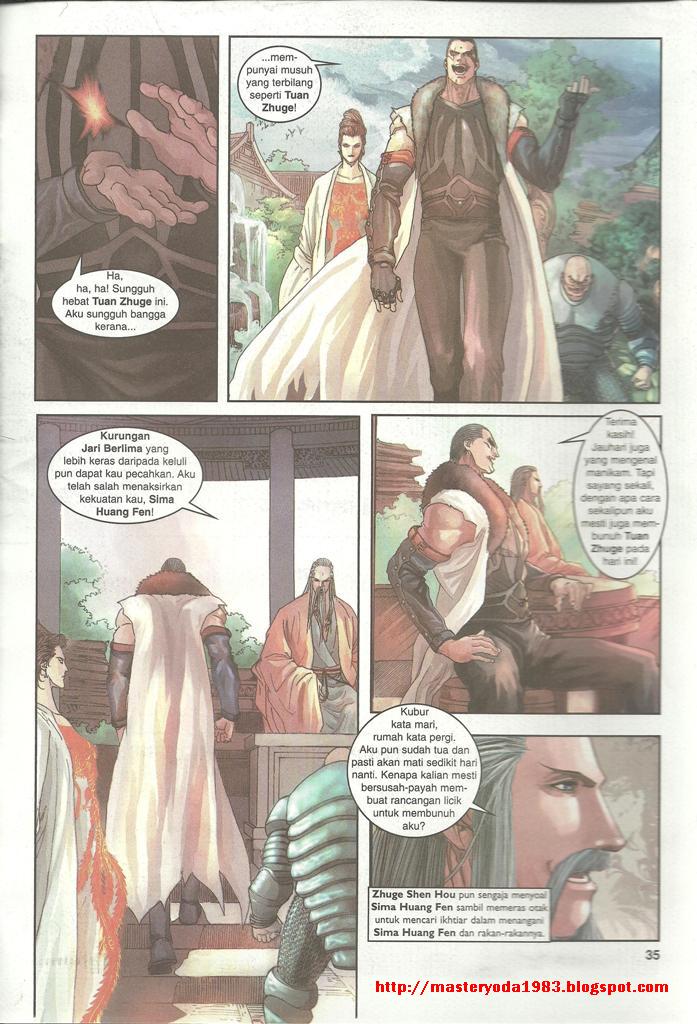 Ha,
ha, ha! Sungguh
hebat Tuan Zhuge ini.
Aku sungguh bangga
kerana...
...mem-
punyai musuh
yang terbilang
seperti Tuan
Zhuge!
Kurungan
Jari Berlima yang
lebih keras daripada keluli
pun dapat kau pecahkan. Aku
telah salah menaksirkan
kekuatan kau, Sima
Huang Fen!
Terima
kasih!
Jauhari juga
yang mengenal
manikam. Tapi
sayang sekali,
dengan apa cara
sekalipun aku
mesti juga mem-
bunuh Tuan
Zhuge pada
hari ini!
Kubur
kata mari,
rumah kata pergi.
Aku pun sudah tua dan
pasti akan mati sedikit hari
nanti. Kenapa kalian mesti
bersusah-payah mem-
buat rancangan licik
untuk membunuh
aku?
Zhuge Shen Hou pun sengaja menyoal
Sima Huang Fen sambil memeras otak
untuk mencari ikhtiar dalam menangani
Sima Huang Fen dan rakan-rakannya.
35
http://masteryoda1983.blogspot.com